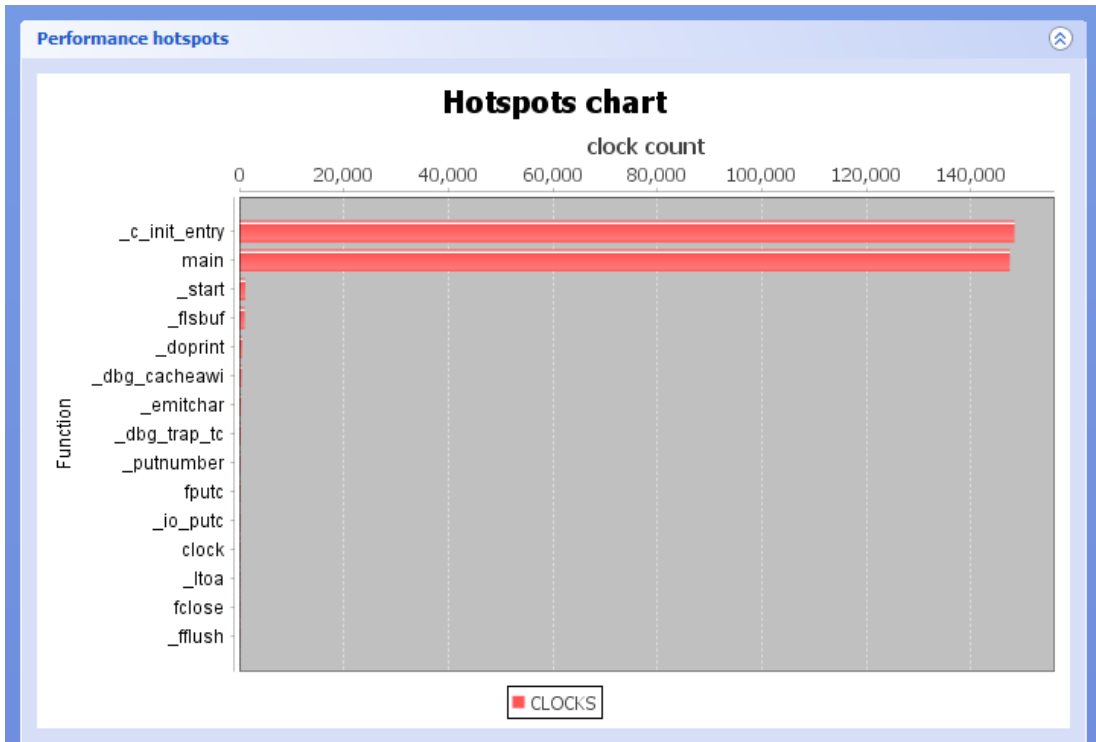 Performance hotspots
Hotspots chart
clock count
0 20,000 40,000 60,000 80,000 100,000 120,000 140,000
Function
_c_init_entry
main
_start
_flsbuf
_doprint
_dbg_cacheawi
_emitchar
_dbg_trap_tc
_putnumber
fputc
_io_putc
clock
_ltoa
fclose
_fflush
CLOCKS